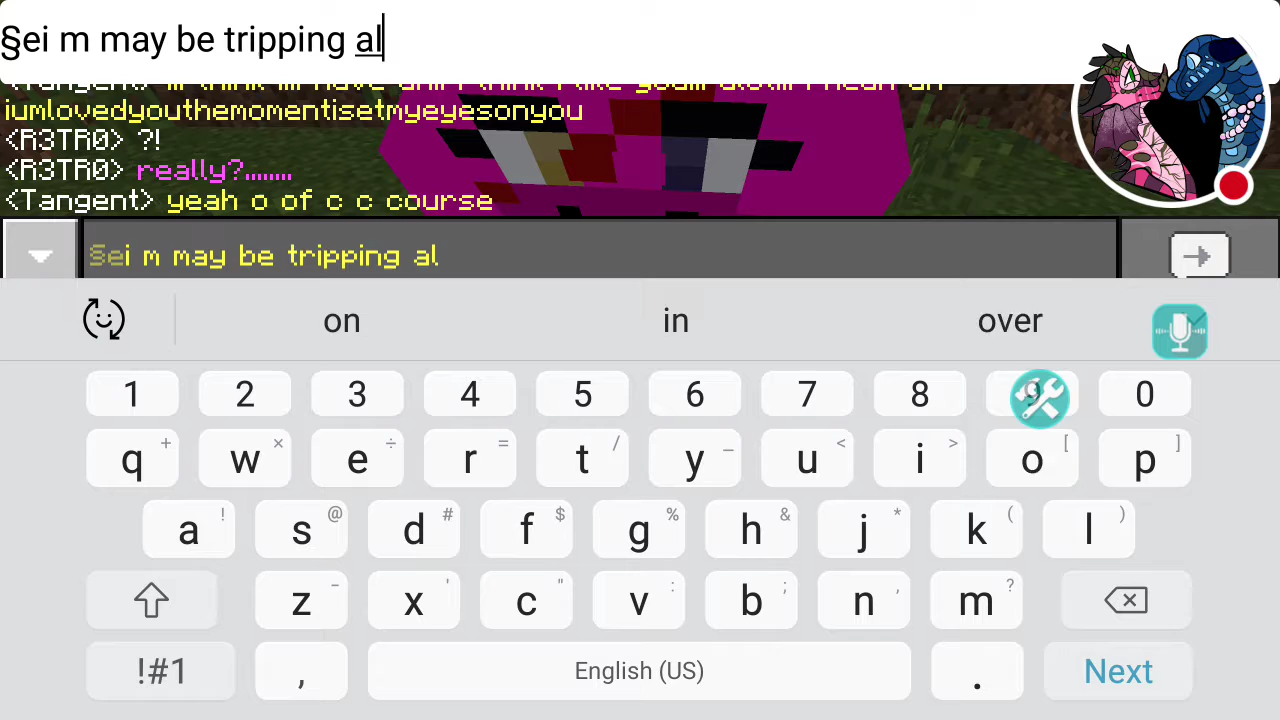 §ei m may be tripping al
iumlovedyouthemomentisetmyeyesonyou
<R3TR0> ?!
<R3TR0> really?........
<Tangent> yeah o of c c course
§ei m may be tripping al
on in over
1 2 3 4 5 6 7 8 9 0
q + w × e ÷ r = t / y _ u < i > o [ p ]
a ! s @ d # f $ g % h & j * k ( l )
z - x ' c " v : b ; n , m ?
!#1 , English (US) . Next